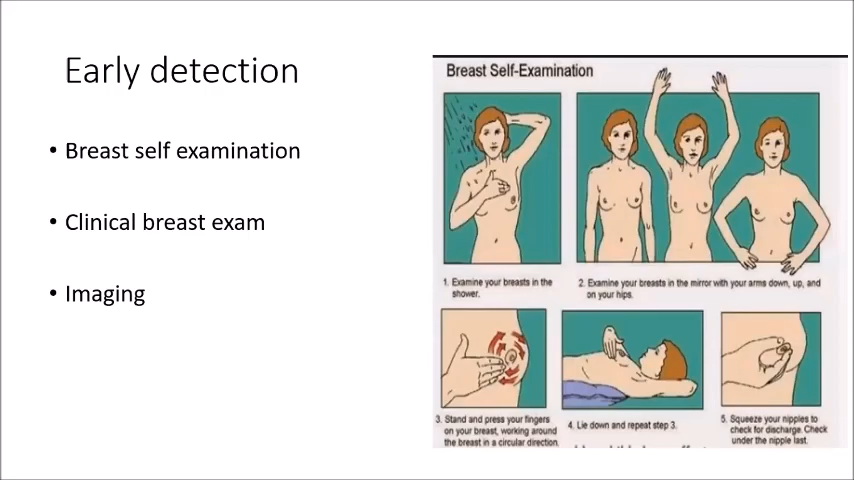 Early detection
• Breast self examination
• Clinical breast exam
• Imaging
Breast Self-Examination
1. Examine your breasts in the
shower.
2. Examine your breasts in the mirror with your arms down, up, and
on your hips.
3. Stand and press your fingers
on your breast, working around
the breast in a circular direction.
4. Lie down and repeat step 3.
5. Squeeze your nipples to
check for discharge. Check
under the nipple last.